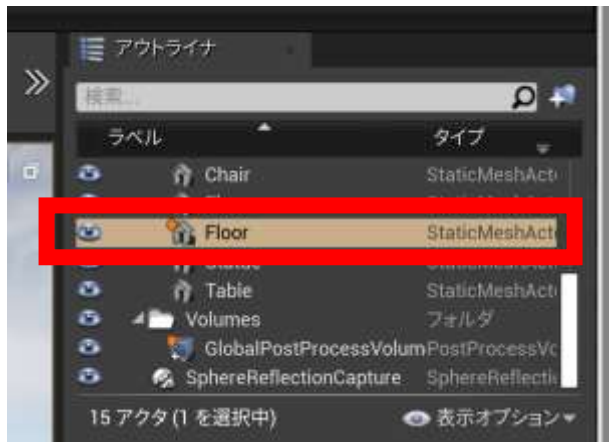 アウトライナ
検索...
ラベル タイプ
Chair StaticMeshActo
Floor StaticMeshActo
Statue
Table StaticMeshActo
Volumes フォルダ
GlobalPostProcessVolum PostProcessVo
SphereReflectionCapture SphereReflectio
15 アクタ (1 を選択中) 表示オプション